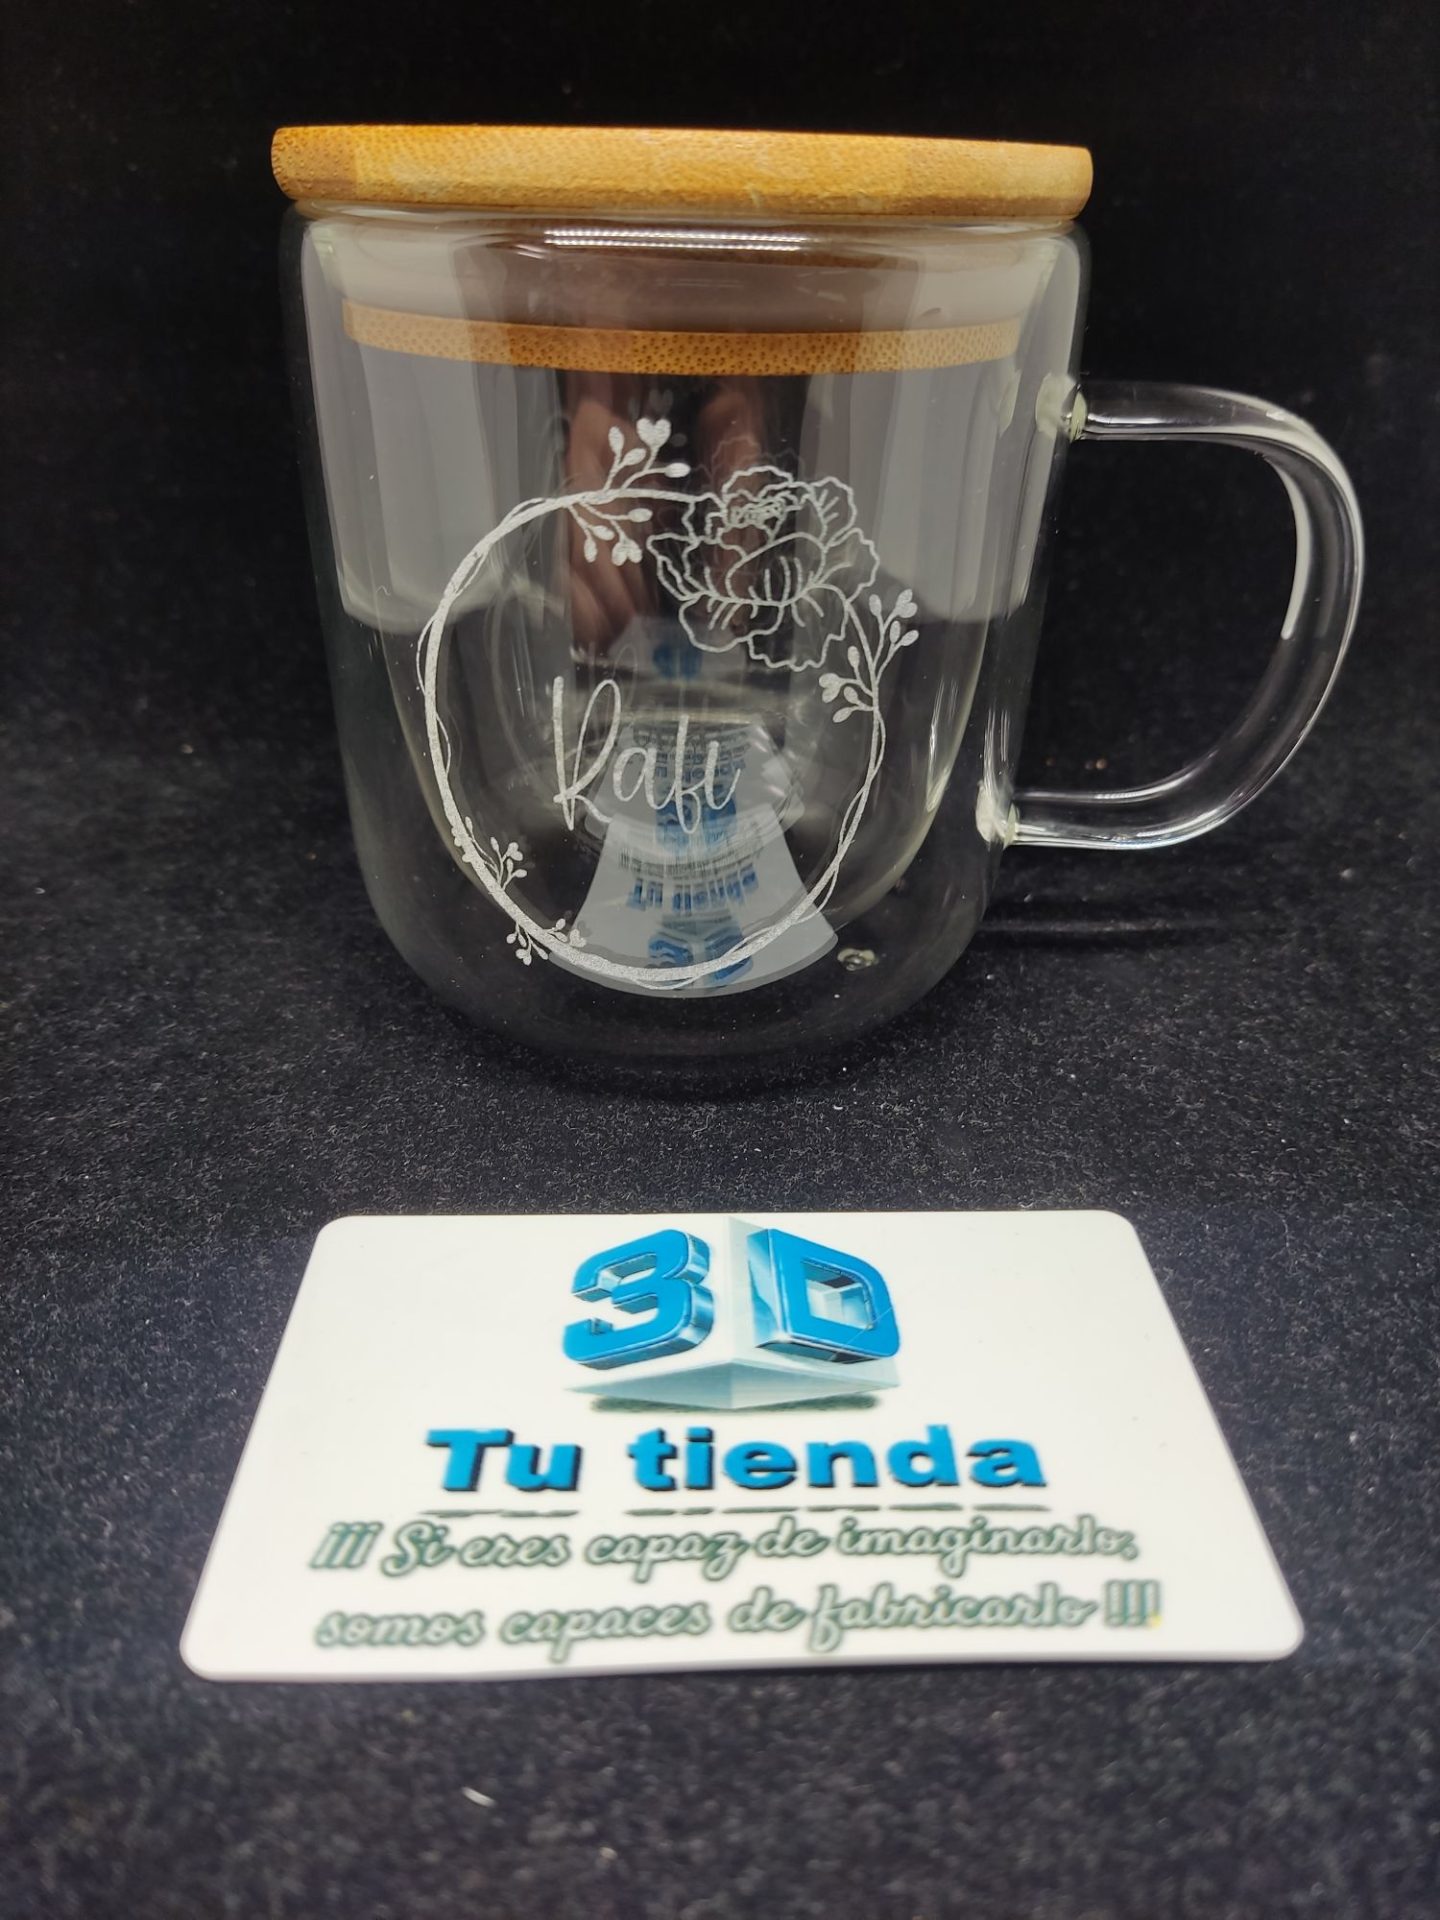 Rafi
3D
Tu tienda
¡¡¡ Si eres capaz de imaginarlo,
somos capaces de fabricarlo !!!